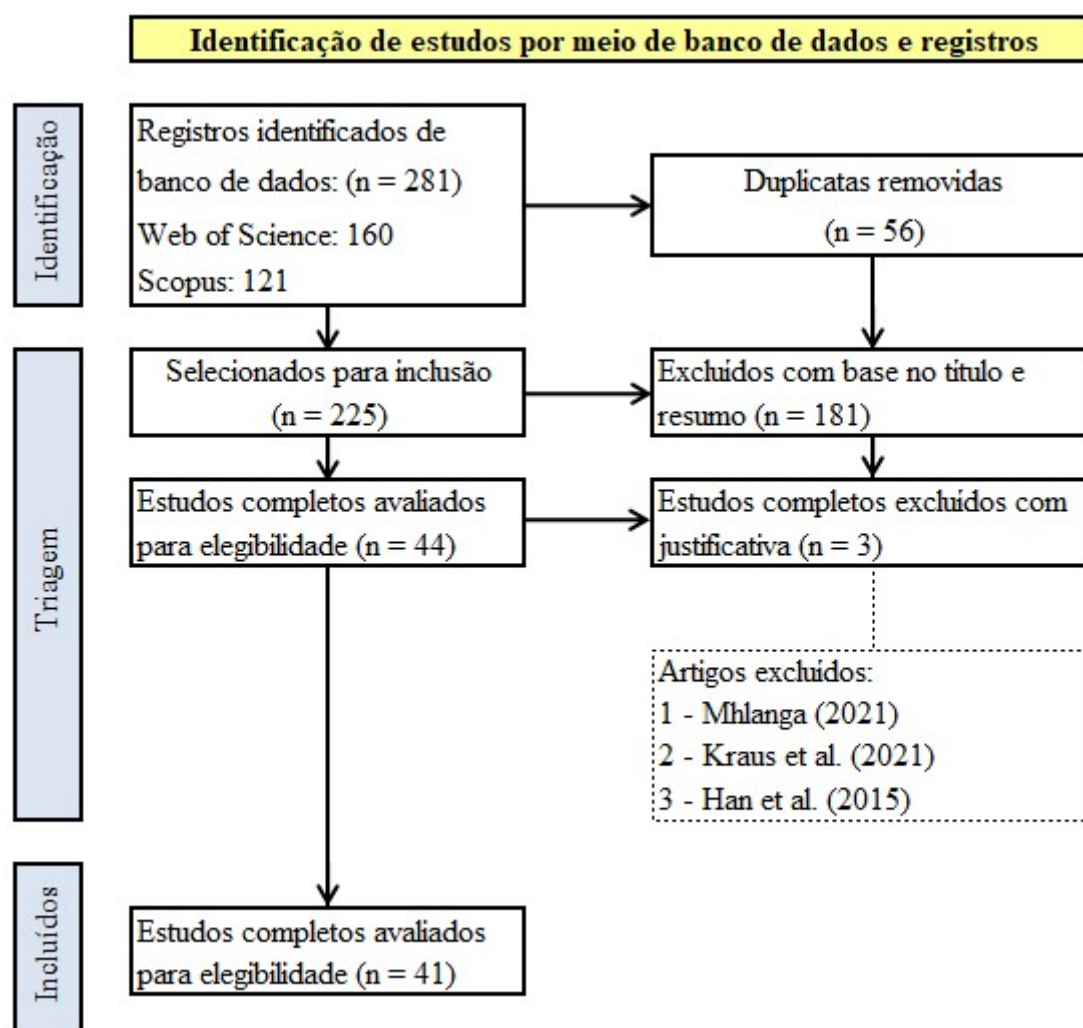 Identificação de estudos por meio de banco de dados e registros
Identificação
Registros identificados de
banco de dados: (n = 281)
Web of Science: 160
Scopus: 121
Duplicatas removidas
(n = 56)
Triagem
Selecionados para inclusão
(n = 225)
Excluídos com base no título e
resumo (n = 181)
Estudos completos avaliados
para elegibilidade (n = 44)
Estudos completos excluídos com
justificativa (n = 3)
Artigos excluídos:
1 - Mhlanga (2021)
2 - Kraus et al. (2021)
3 - Han et al. (2015)
Incluídos
Estudos completos avaliados
para elegibilidade (n = 41)